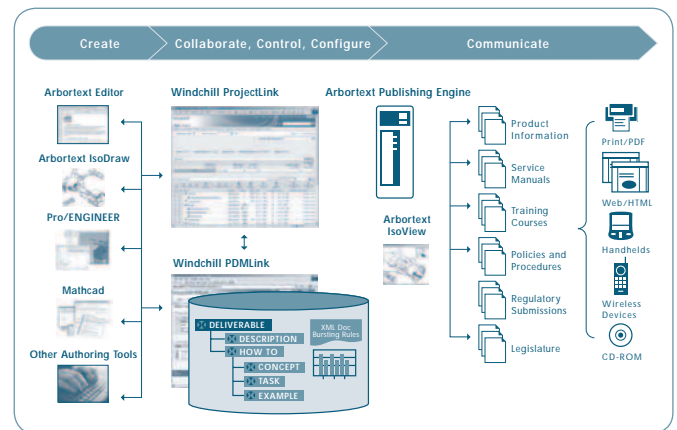 Create
Collaborate, Control, Configure
Communicate
Arbortext Editor
Windchill ProjectLink
Arbortext Publishing Engine
Arbortext IsoDraw
Pro/ENGINEER
Mathcad
Other Authoring Tools
Windchill PDMLink
DELIVERABLE
DESCRIPTION
HOW TO
CONCEPT
TASK
EXAMPLE
XML Doc
Bursting Rules
Arbortext
IsoView
Product
Information
Service
Manuals
Training
Courses
Policies and
Procedures
Regulatory
Submissions
Legislature
Print/PDF
Web/HTML
Handhelds
Wireless
Devices
CD-ROM